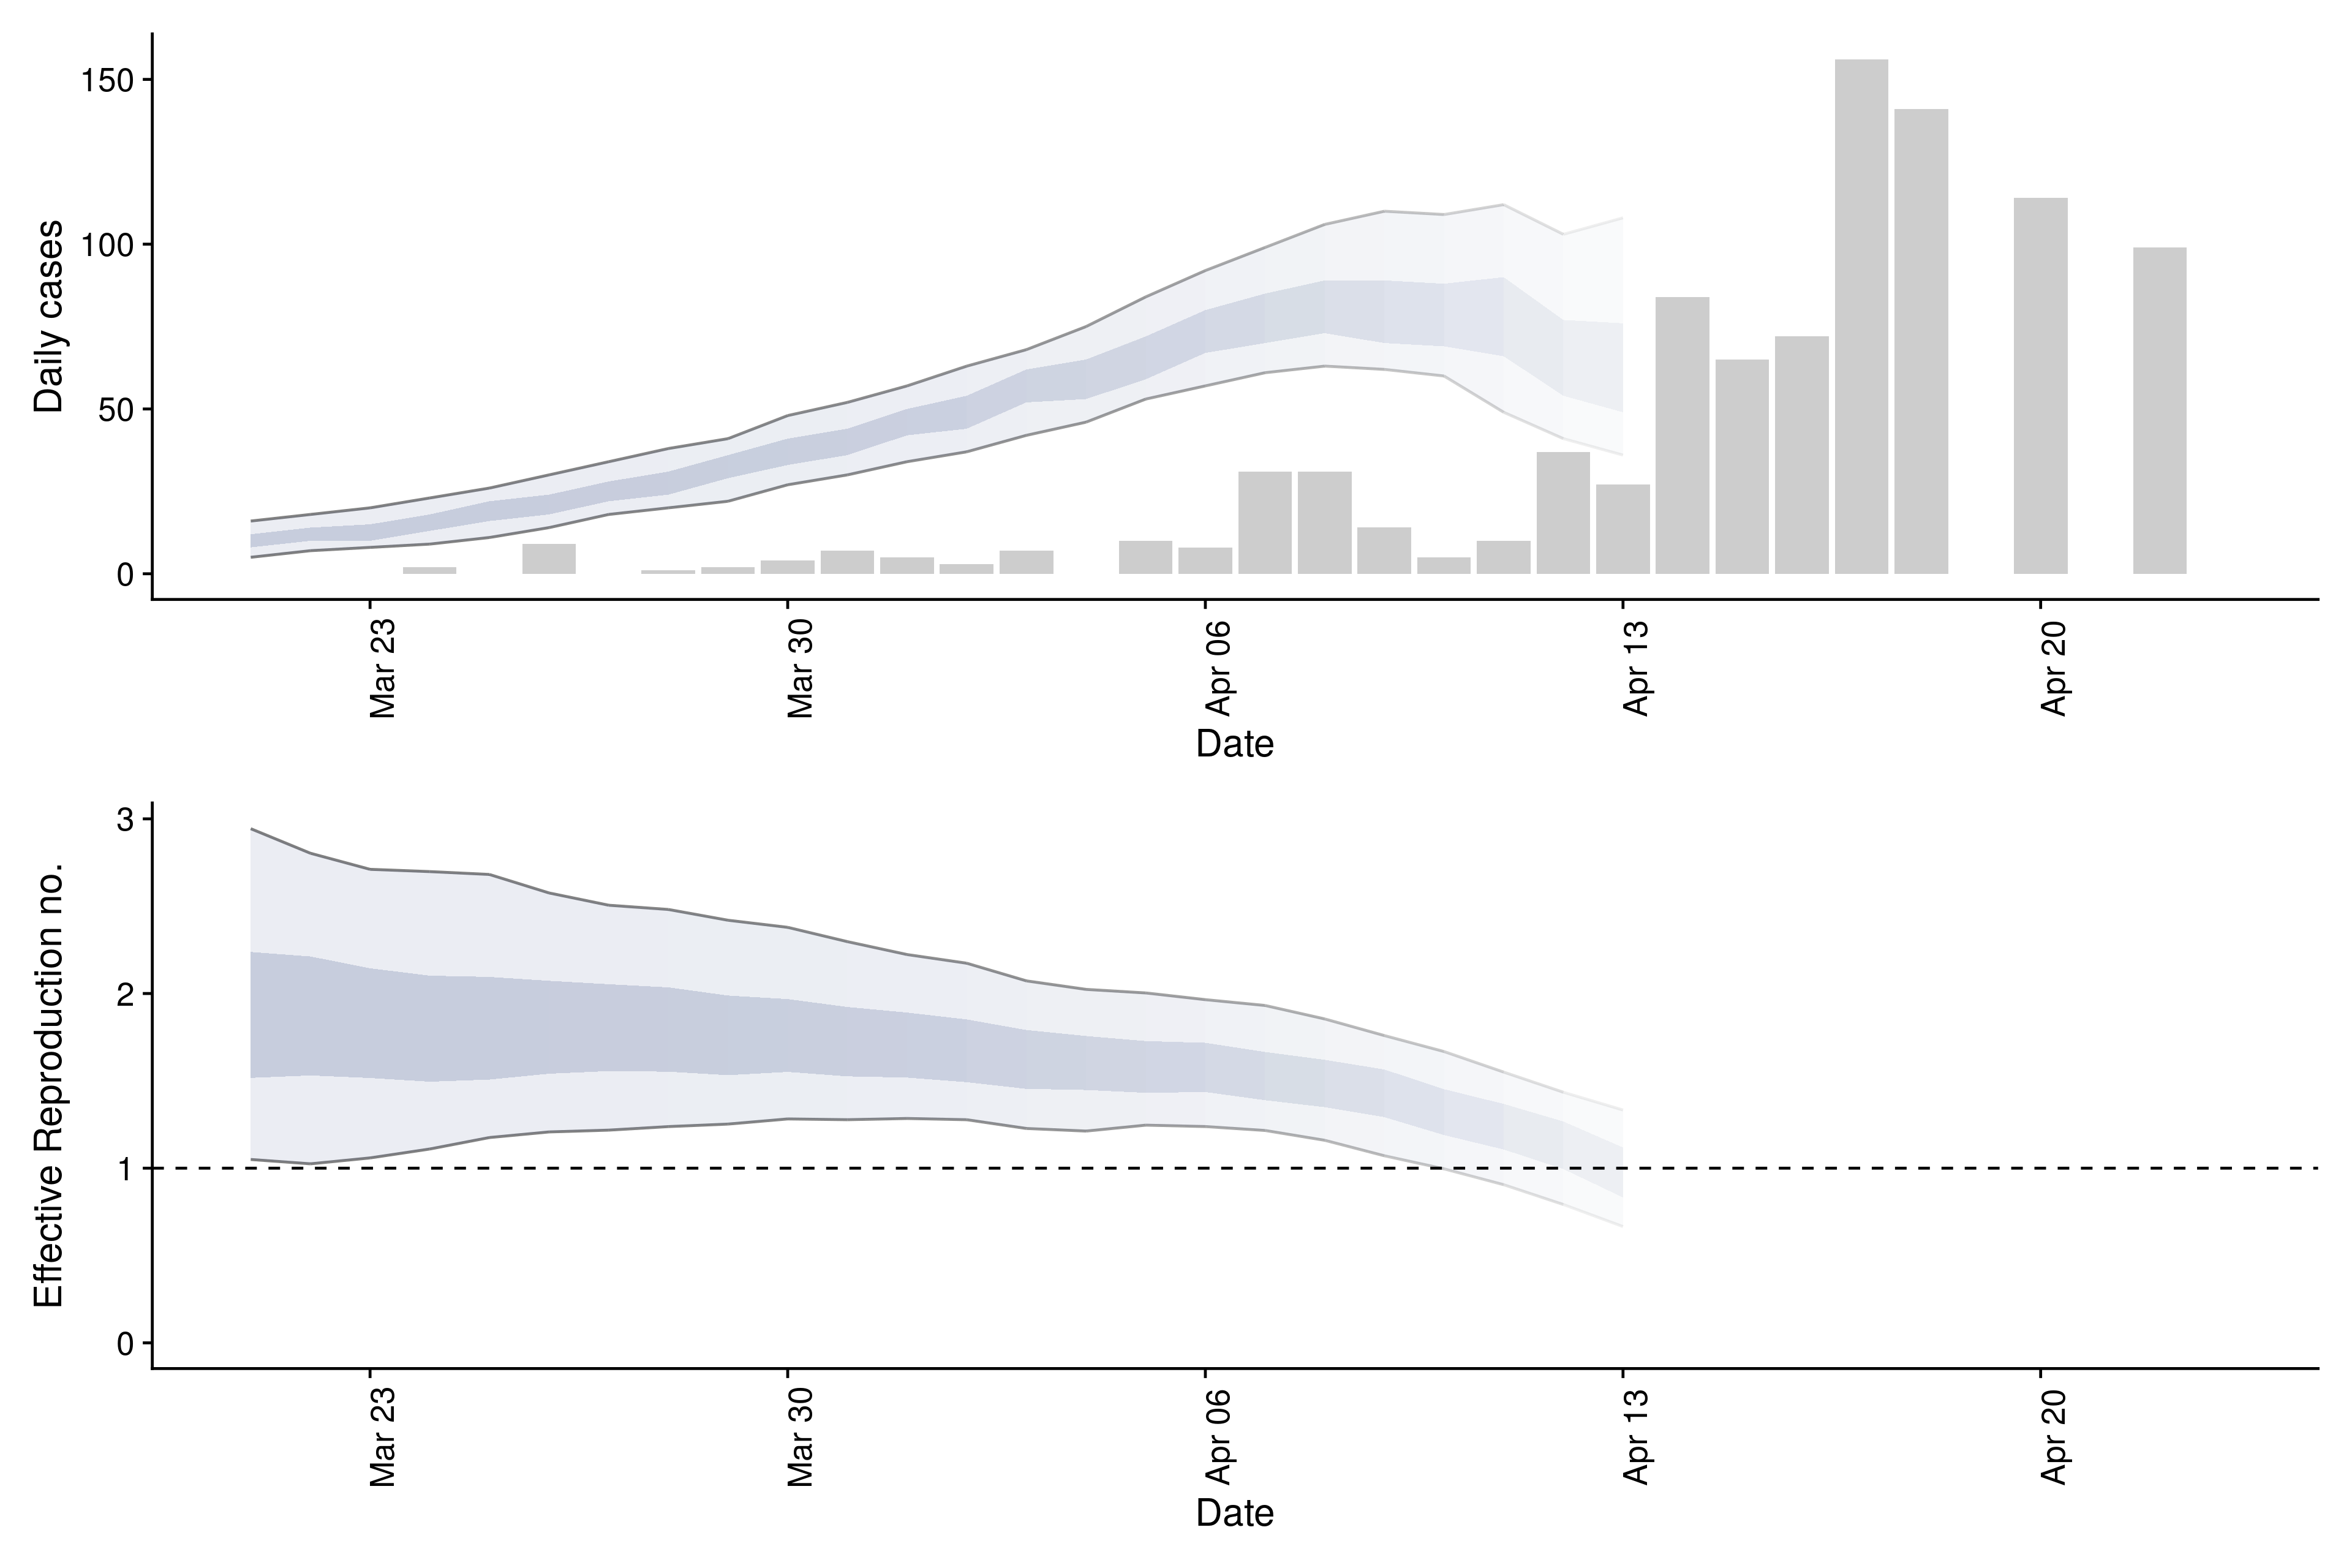 Daily cases
150
100
50
0
Mar 23
Mar 30
Apr 06
Apr 13
Apr 20
Date
Effective Reproduction no.
3
2
1
0
Mar 23
Mar 30
Apr 06
Apr 13
Apr 20
Date